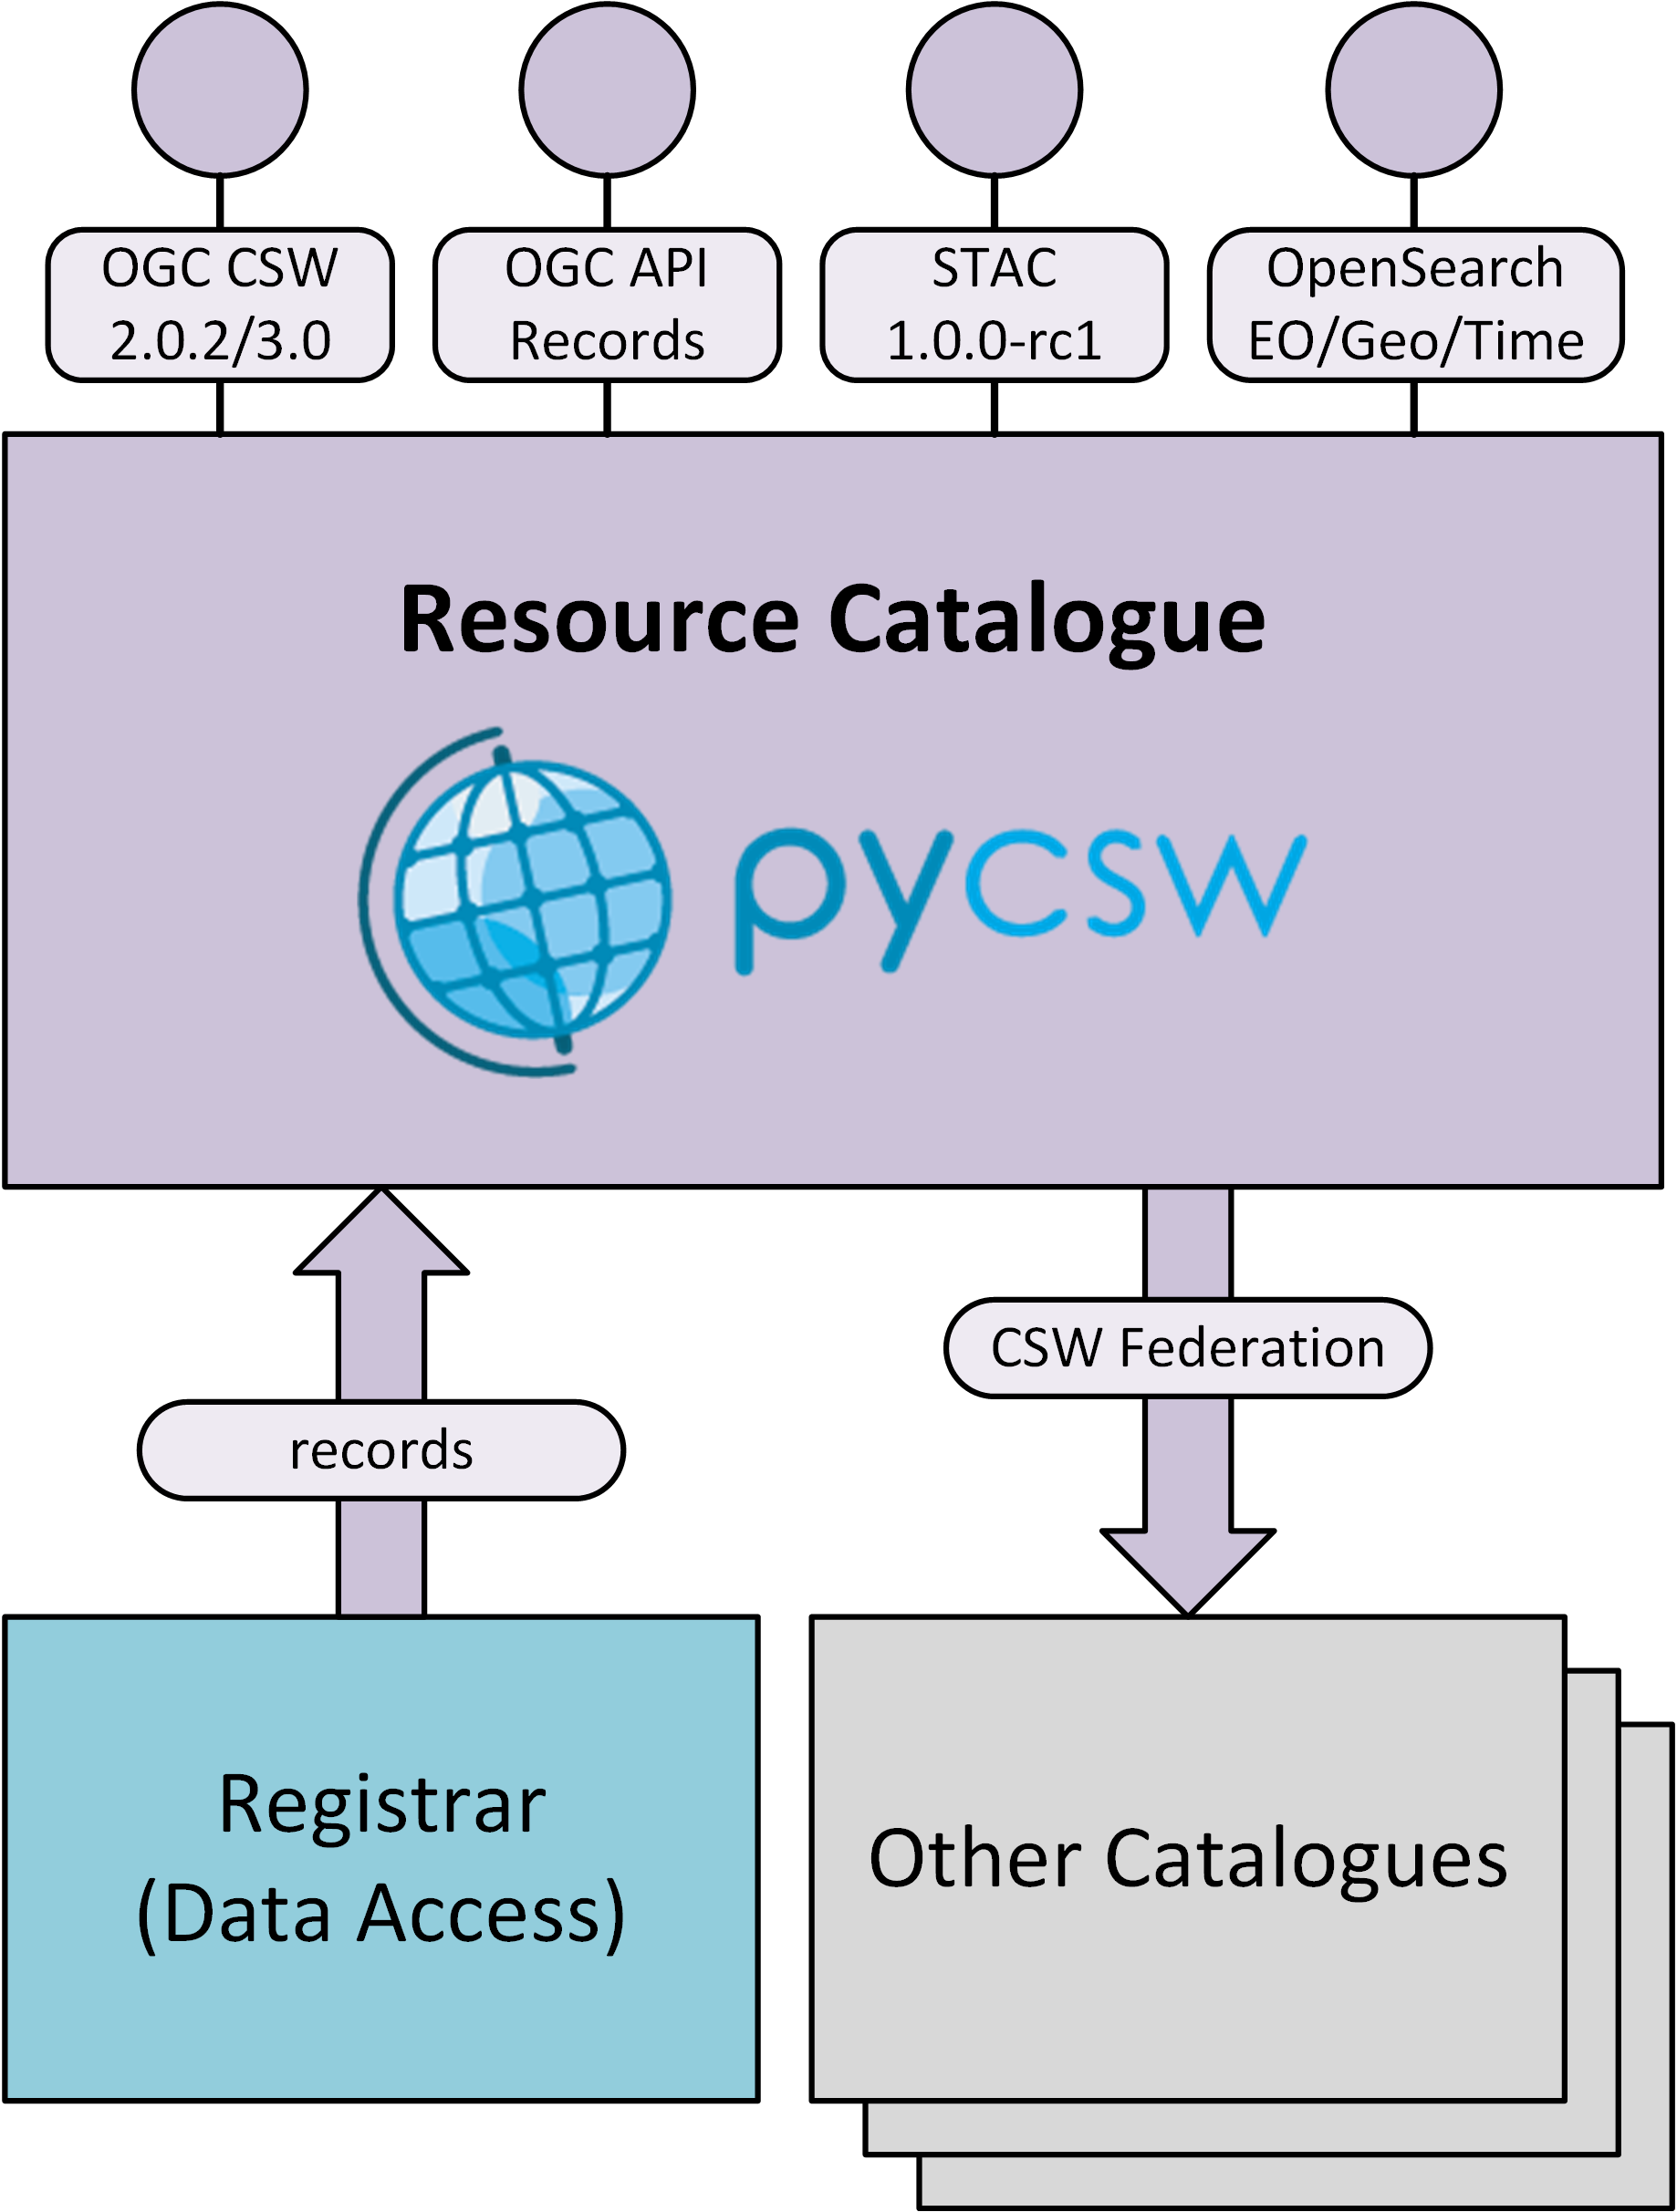 OGC CSW
2.0.2/3.0
OGC API
Records
STAC
1.0.0-rc1
OpenSearch
EO/Geo/Time
Resource Catalogue
pycsw
CSW Federation
records
Registrar
(Data Access)
Other Catalogues